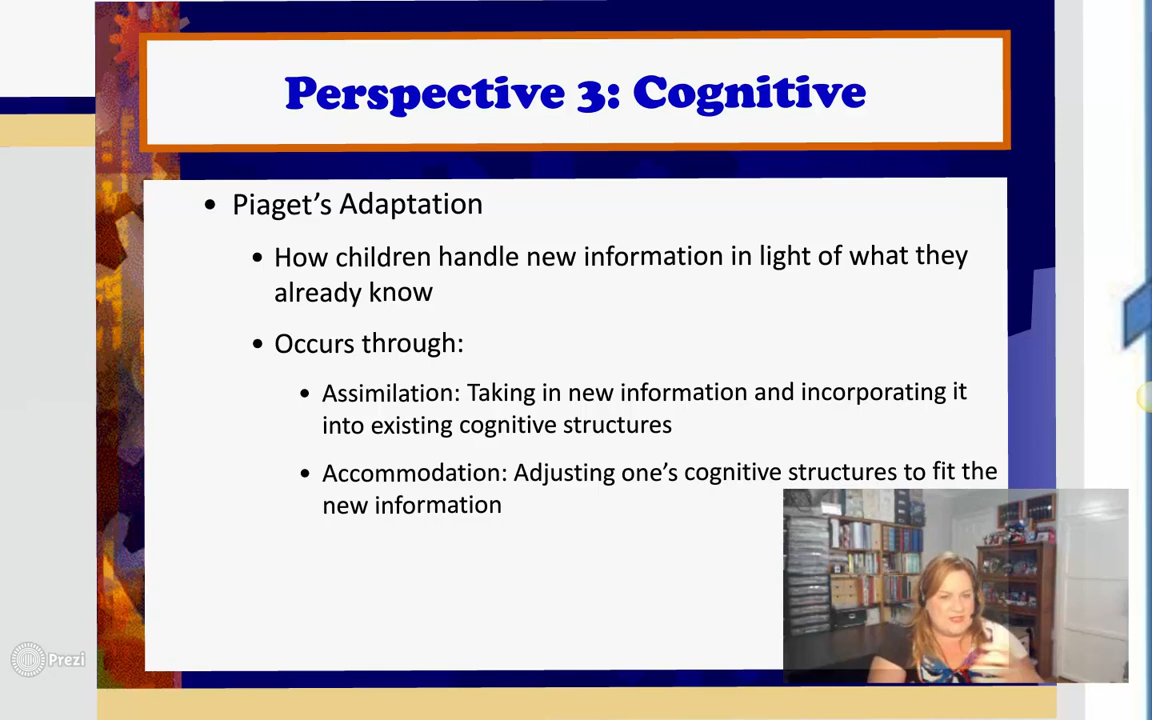 Perspective 3: Cognitive
• Piaget’s Adaptation
• How children handle new information in light of what they
already know
• Occurs through:
• Assimilation: Taking in new information and incorporating it
into existing cognitive structures
• Accommodation: Adjusting one’s cognitive structures to fit the
new information
Prezi